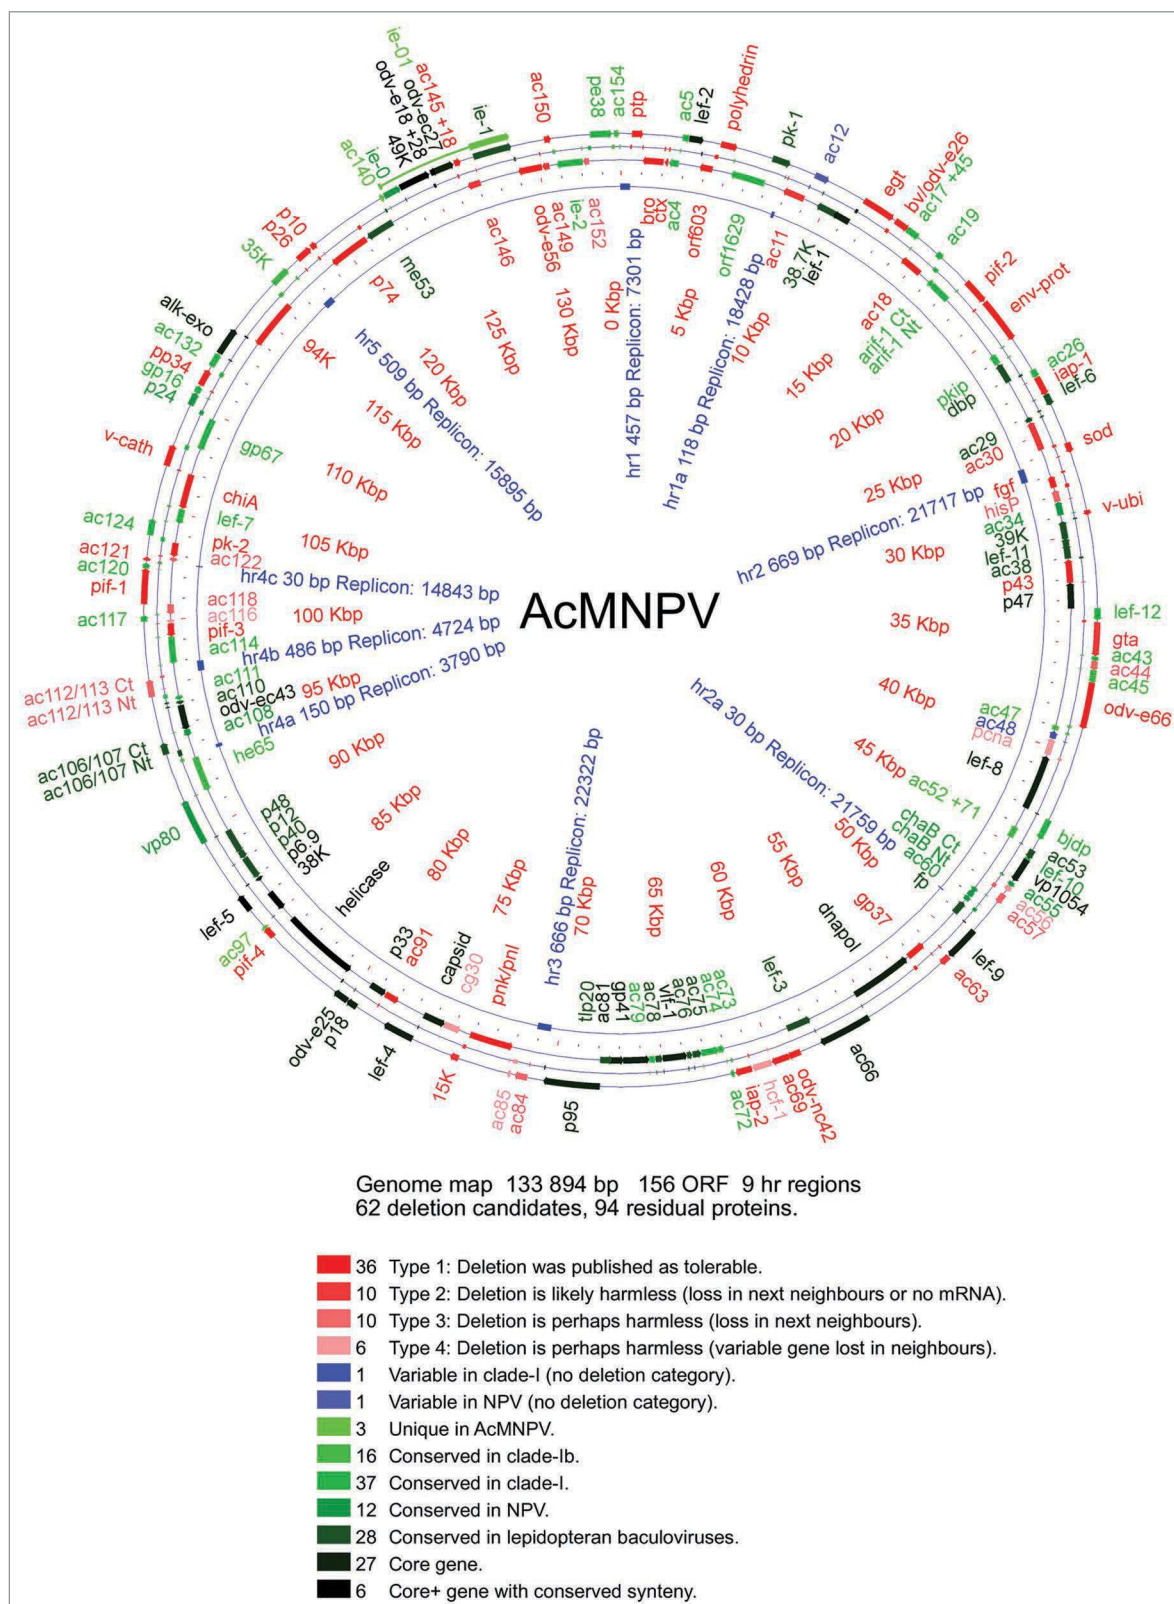 ie-01
odv-e18 +28
odv-ec27
ac145 +18
49K
ie-0
ac140
ie-1
ac150
pe38
ac154
ptp
ac5
lef-2
polyhedrin
pk-1
ac12
egt
bv/odv-e26
ac17 +45
ac19
pif-2
env-prot
ac26
iap-1
lef-6
sod
v-ubi
lef-12
gta
ac43
ac44
ac45
odv-e66
bjdp
ac53
lef-10
vp1054
ac55
ac56
ac57
lef-9
ac63
ac66
odv-nc42
ac69
hcf-1
iap-2
ac72
p95
ac84
ac85
15K
lef-4
p18
odv-e25
pif-4
ac97
lef-5
vp80
ac106/107 Nt
ac106/107 Ct
ac112/113 Nt
ac112/113 Ct
ac117
pif-1
ac120
ac121
ac124
v-cath
p24
gp16
pp34
ac132
alk-exo
35K
p26
p10
me53
p74
94K
ac146
odv-e56
ac149
ie-2
ac152
bro
ctx
ac4
orf603
orf1629
ac11
38.7K
lef-1
ac18
arif-1 Ct
arif-1 Nt
pkip
dbp
ac29
ac30
fgf
hisP
ac34
39K
lef-11
ac38
p43
p47
ac47
ac48
pcna
lef-8
ac52 +71
chaB Ct
chaB Nt
ac60
fp
gp37
dnapol
lef-3
ac73
ac74
ac75
ac76
vlf-1
ac78
ac79
gp41
ac81
tlp20
pnk/pnl
cg30
capsid
ac91
p33
helicase
38K
p6.9
p40
p12
p48
he65
ac108
odv-ec43
ac110
ac111
ac114
pif-3
ac116
ac118
ac122
pk-2
lef-7
chiA
gp67
hr1 457 bp Replicon: 7301 bp
hr1a 118 bp Replicon: 18428 bp
hr2 669 bp Replicon: 21717 bp
hr2a 30 bp Replicon: 21759 bp
hr3 666 bp Replicon: 22322 bp
hr4a 150 bp Replicon: 3790 bp
hr4b 486 bp Replicon: 4724 bp
hr4c 30 bp Replicon: 14843 bp
hr5 509 bp Replicon: 15895 bp
0 Kbp
5 Kbp
10 Kbp
15 Kbp
20 Kbp
25 Kbp
30 Kbp
35 Kbp
40 Kbp
45 Kbp
50 Kbp
55 Kbp
60 Kbp
65 Kbp
70 Kbp
75 Kbp
80 Kbp
85 Kbp
90 Kbp
95 Kbp
100 Kbp
105 Kbp
110 Kbp
115 Kbp
120 Kbp
125 Kbp
130 Kbp
AcMNPV
Genome map 133 894 bp 156 ORF 9 hr regions
62 deletion candidates, 94 residual proteins.
36 Type 1: Deletion was published as tolerable.
10 Type 2: Deletion is likely harmless (loss in next neighbours or no mRNA).
10 Type 3: Deletion is perhaps harmless (loss in next neighbours).
6 Type 4: Deletion is perhaps harmless (variable gene lost in neighbours).
1 Variable in clade-I (no deletion category).
1 Variable in NPV (no deletion category).
3 Unique in AcMNPV.
16 Conserved in clade-Ib.
37 Conserved in clade-I.
12 Conserved in NPV.
28 Conserved in lepidopteran baculoviruses.
27 Core gene.
6 Core+ gene with conserved synteny.